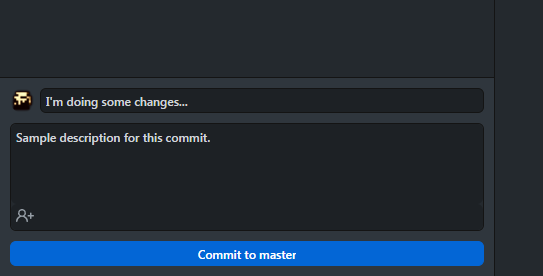 I'm doing some changes...
Sample description for this commit.
Commit to master